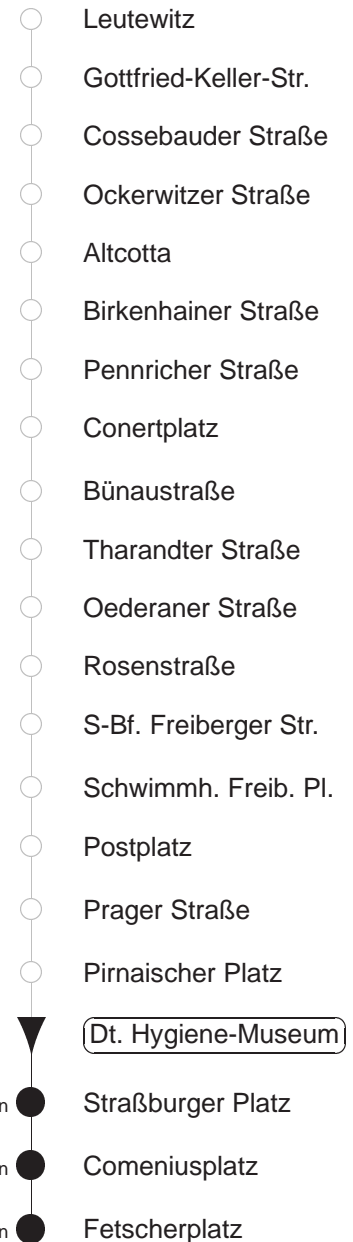 Leutewitz
Gottfried-Keller-Str.
Cossebauder Straße
Ockerwitzer Straße
Altcotta
Birkenhainer Straße
Pennricher Straße
Conertplatz
Bünaustraße
Tharandter Straße
Oederaner Straße
Rosenstraße
S-Bf. Freiberger Str.
Schwimmh. Freib. Pl.
Postplatz
Prager Straße
Pirnaischer Platz
Dt. Hygiene-Museum
n Straßburger Platz
n Comeniusplatz
n Fetscherplatz